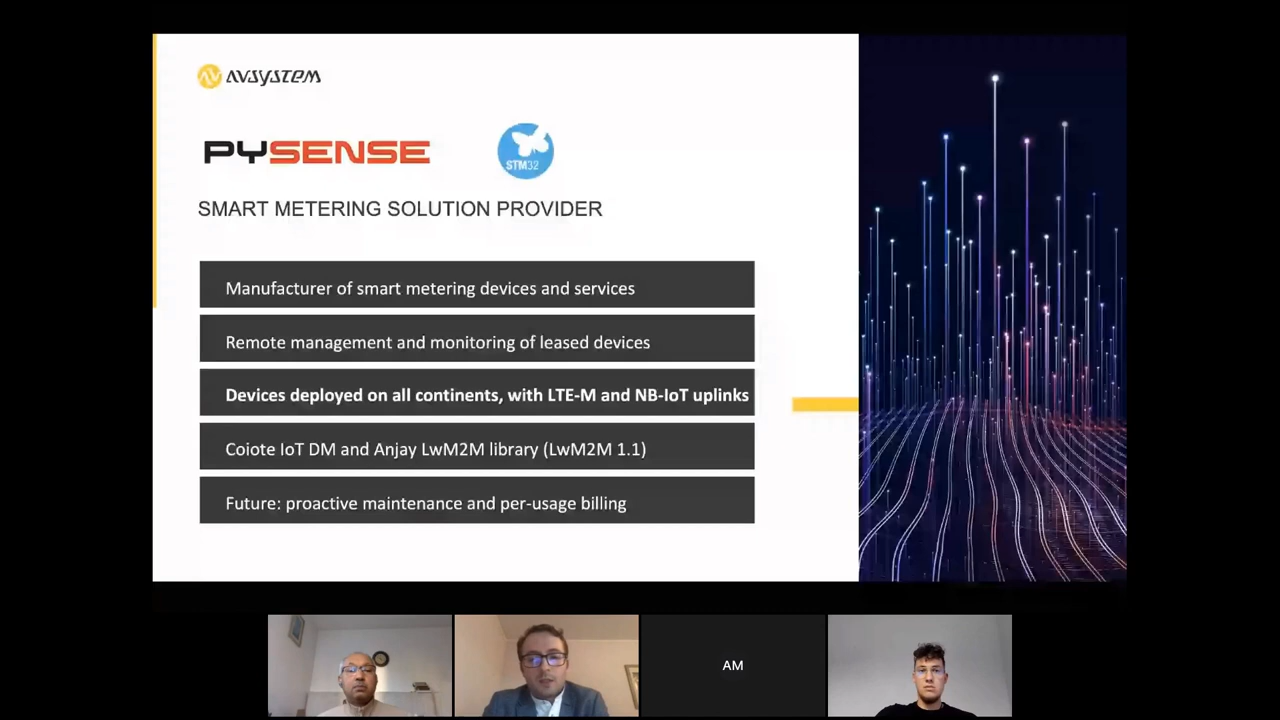 AVSYSTEM
PYSENSE
STM32
SMART METERING SOLUTION PROVIDER
Manufacturer of smart metering devices and services
Remote management and monitoring of leased devices
Devices deployed on all continents, with LTE-M and NB-IoT uplinks
Coiote IoT DM and Anjay LwM2M library (LwM2M 1.1)
Future: proactive maintenance and per-usage billing
AM